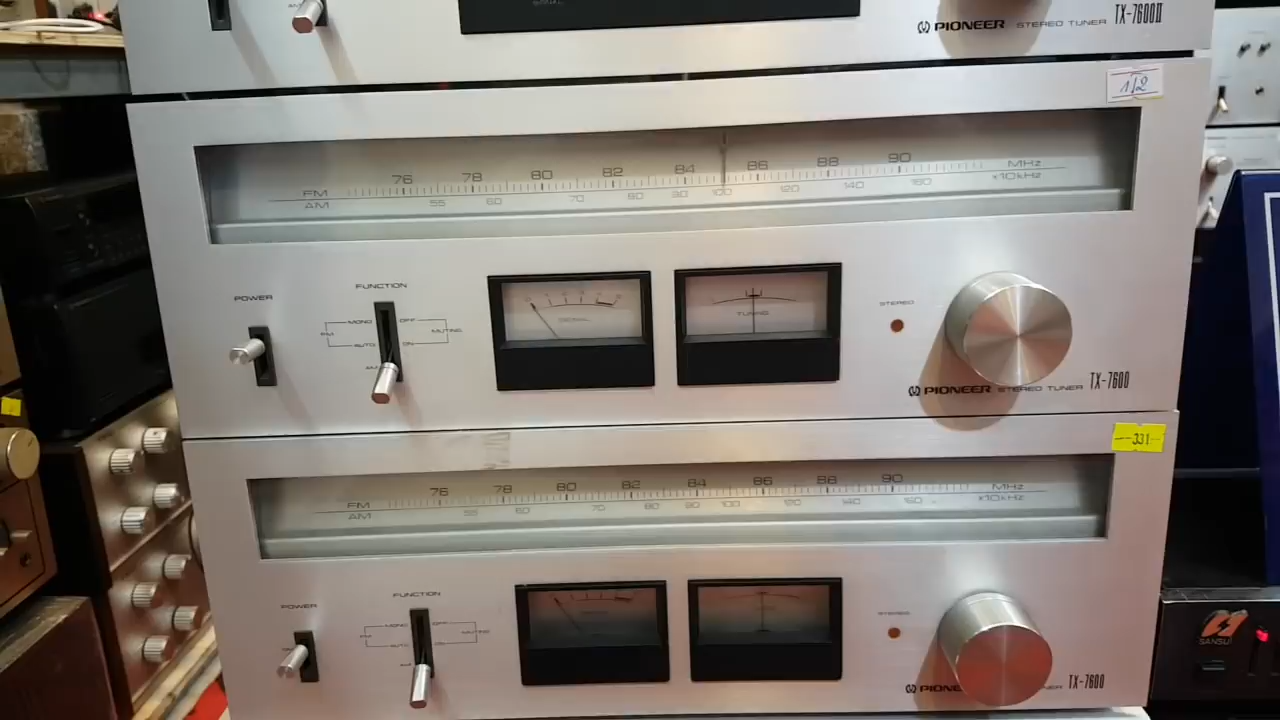 PIONEER STEREO TUNER TX-7600II
1/2
76 78 80 82 84 86 88 90 MHz
FM
AM 55 60 70 80 90 100 120 140 160 x10kHz
POWER
FUNCTION
MONO OFF
FM MUTING
AUTO ON
AM
SIGNAL
TUNING
STEREO
PIONEER STEREO TUNER TX-7600
331
76 78 80 82 84 86 88 90 MHz
FM
AM 55 60 70 80 90 100 120 140 160 x10kHz
POWER
FUNCTION
MONO OFF
FM MUTING
AUTO ON
AM
STEREO
TX-7600
SANSUI